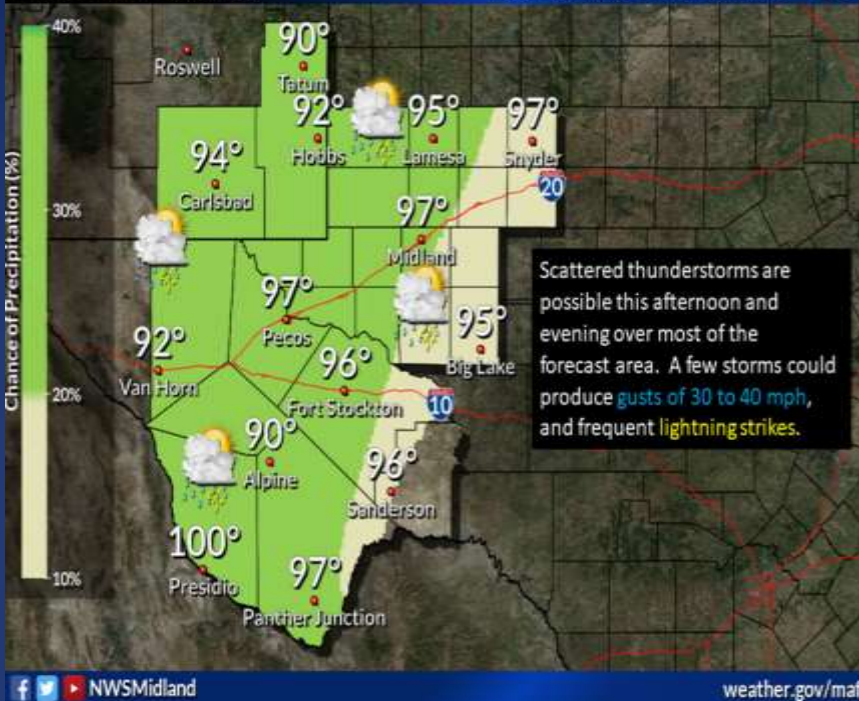 Chance of Precipitation (%)
40%
30%
20%
10%
Roswell
90°
Tatum
92°
Hobbs
95°
Lamesa
97°
Snyder
94°
Carlsbad
20
97°
Midland
97°
Pecos
95°
Big Lake
92°
Van Horn
96°
Fort Stockton
10
90°
Alpine
96°
Sanderson
100°
Presidio
97°
Panther Junction
Scattered thunderstorms are
possible this afternoon and
evening over most of the
forecast area. A few storms could
produce gusts of 30 to 40 mph,
and frequent lightning strikes.
NWSMidland
weather.gov/maf